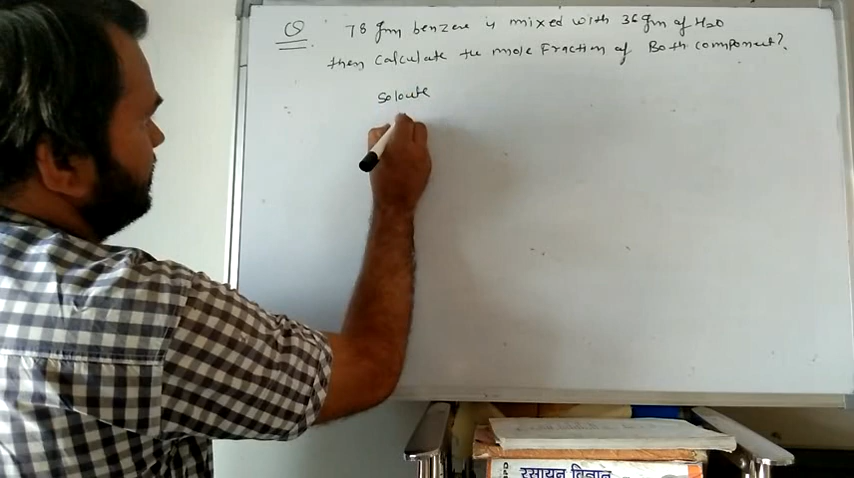 Q. 78 gm benzene is mixed with 36 gm of H₂O
then calculate the mole Fraction of Both component?.
Soloute
रसायन विज्ञान